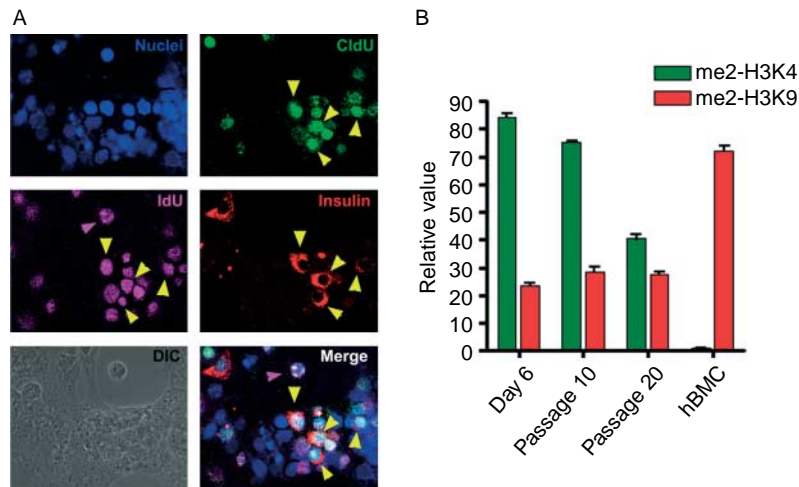 A
Nuclei
CldU
IdU
Insulin
DIC
Merge
B
me2-H3K4
me2-H3K9
Relative value
90
80
70
60
50
40
30
20
10
0
Day 6
Passage 10
Passage 20
hBMC